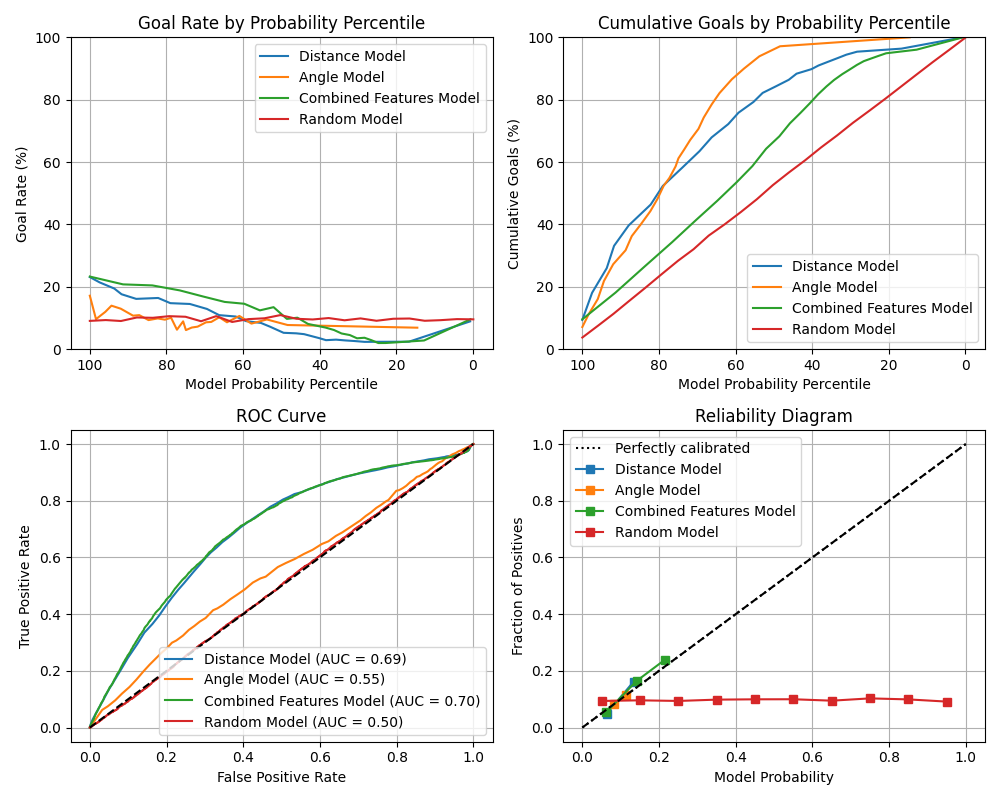 Goal Rate by Probability Percentile
Goal Rate (%)
100
80
60
40
20
0
Distance Model
Angle Model
Combined Features Model
Random Model
100 80 60 40 20 0
Model Probability Percentile
Cumulative Goals by Probability Percentile
Cumulative Goals (%)
100
80
60
40
20
0
Distance Model
Angle Model
Combined Features Model
Random Model
100 80 60 40 20 0
Model Probability Percentile
ROC Curve
True Positive Rate
1.0
0.8
0.6
0.4
0.2
0.0
Distance Model (AUC = 0.69)
Angle Model (AUC = 0.55)
Combined Features Model (AUC = 0.70)
Random Model (AUC = 0.50)
0.0 0.2 0.4 0.6 0.8 1.0
False Positive Rate
Reliability Diagram
Fraction of Positives
1.0
0.8
0.6
0.4
0.2
0.0
Perfectly calibrated
Distance Model
Angle Model
Combined Features Model
Random Model
0.0 0.2 0.4 0.6 0.8 1.0
Model Probability